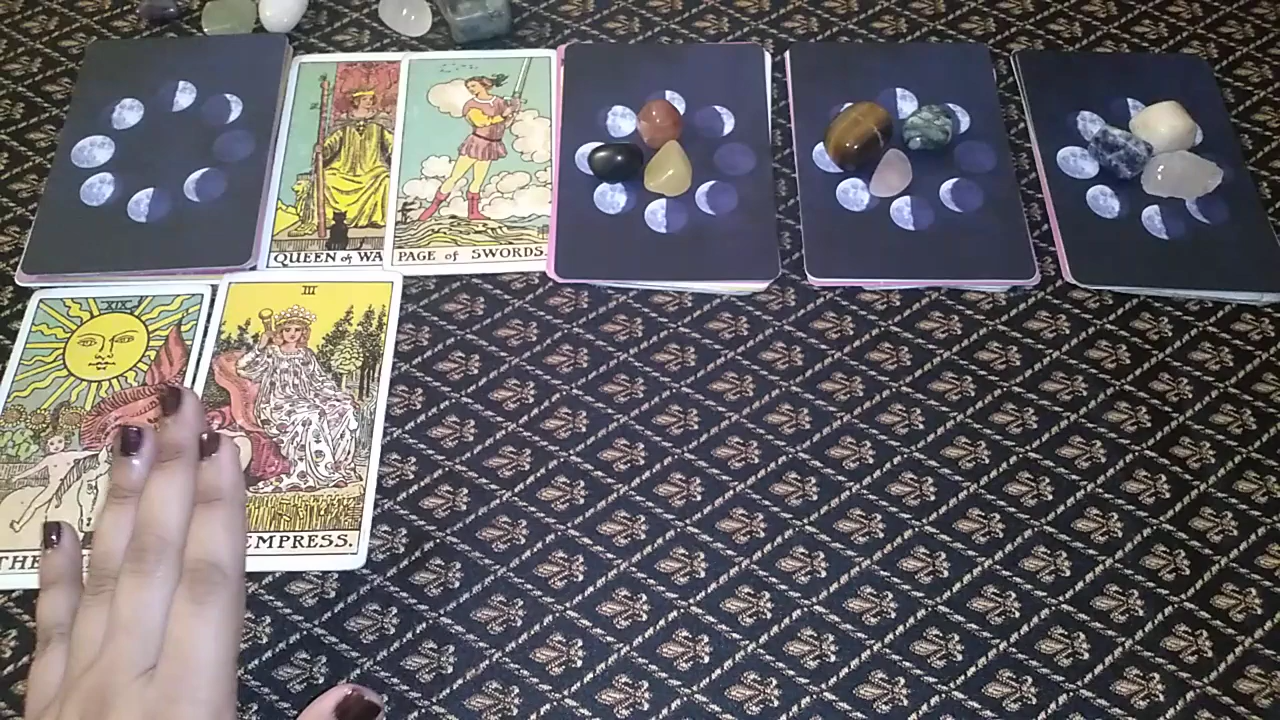 QUEEN of WA
PAGE of SWORDS.
XIX
III
THE
EMPRESS.